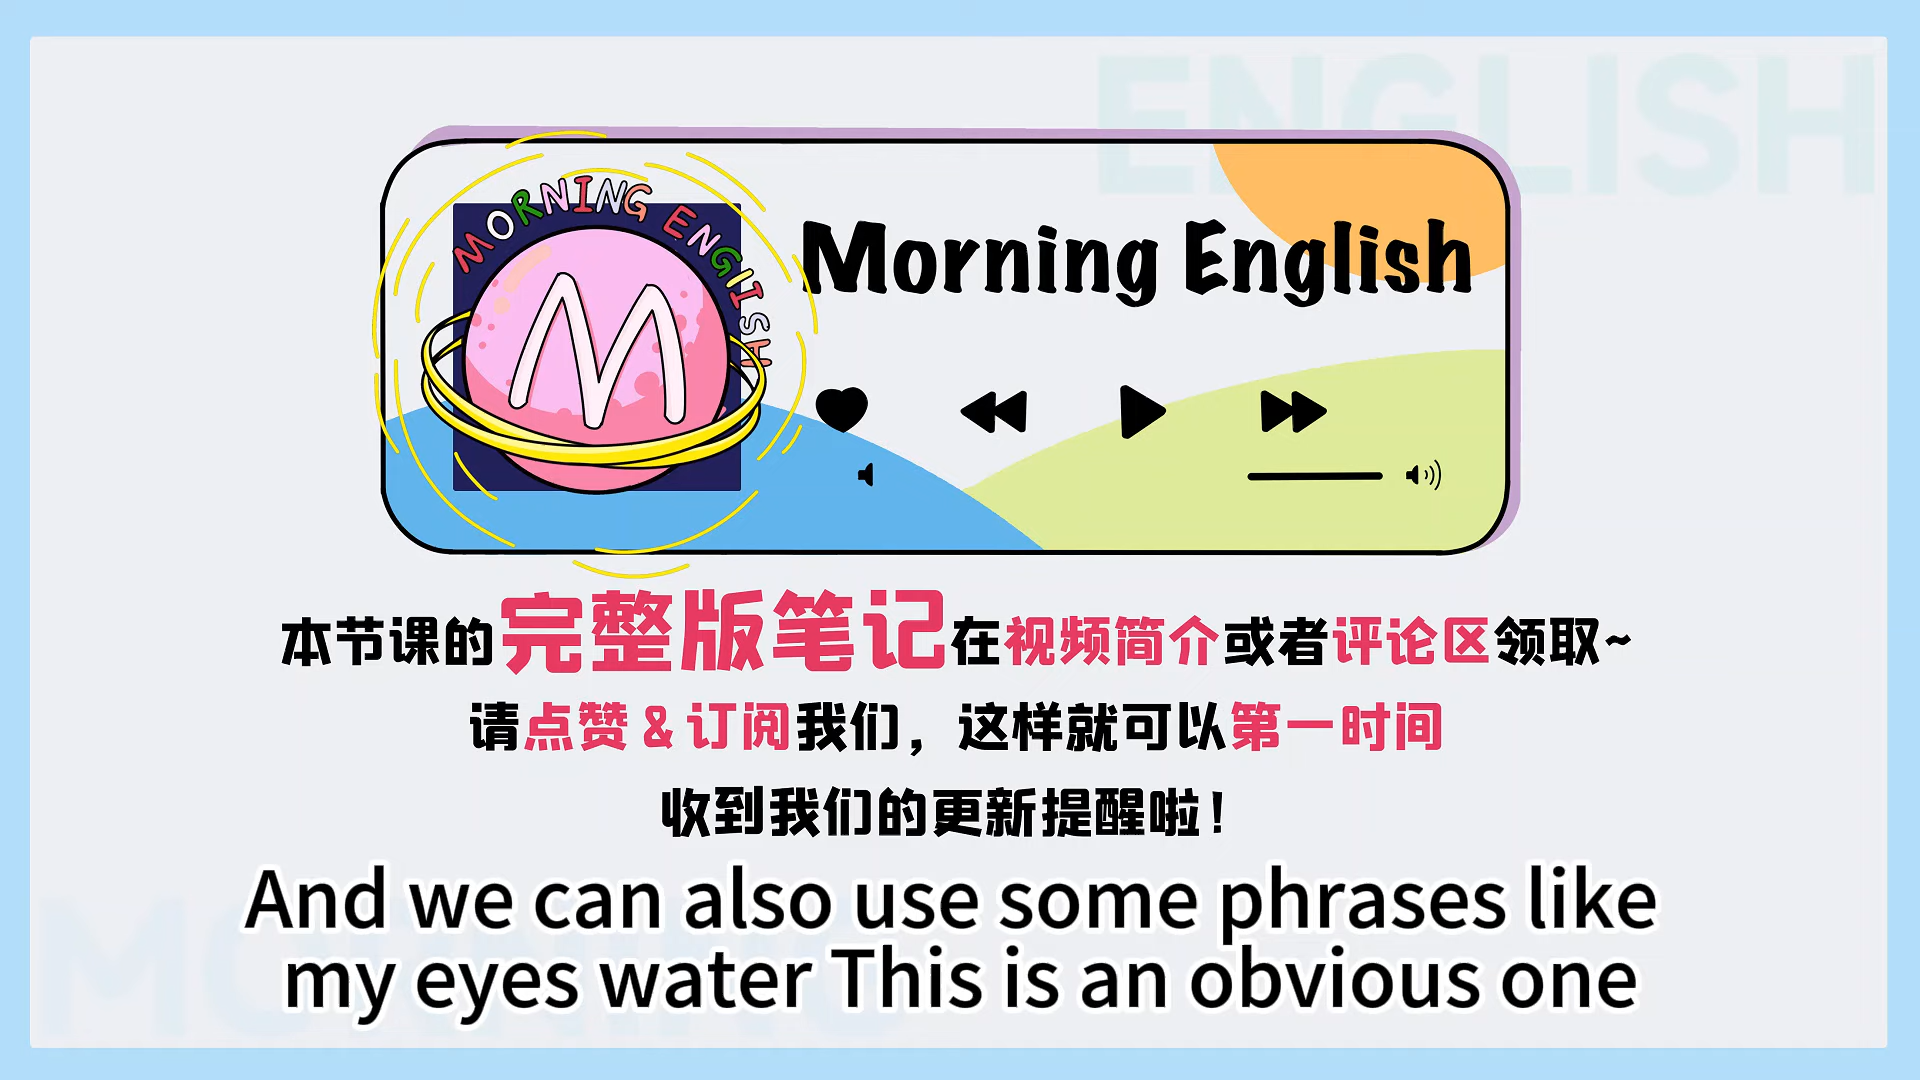 ENGLISH
MORNING ENGLISH
M
Morning English
本节课的完整版笔记在视频简介或者评论区领取~
请点赞&订阅我们，这样就可以第一时间
收到我们的更新提醒啦！
MORNING
And we can also use some phrases like
my eyes water This is an obvious one